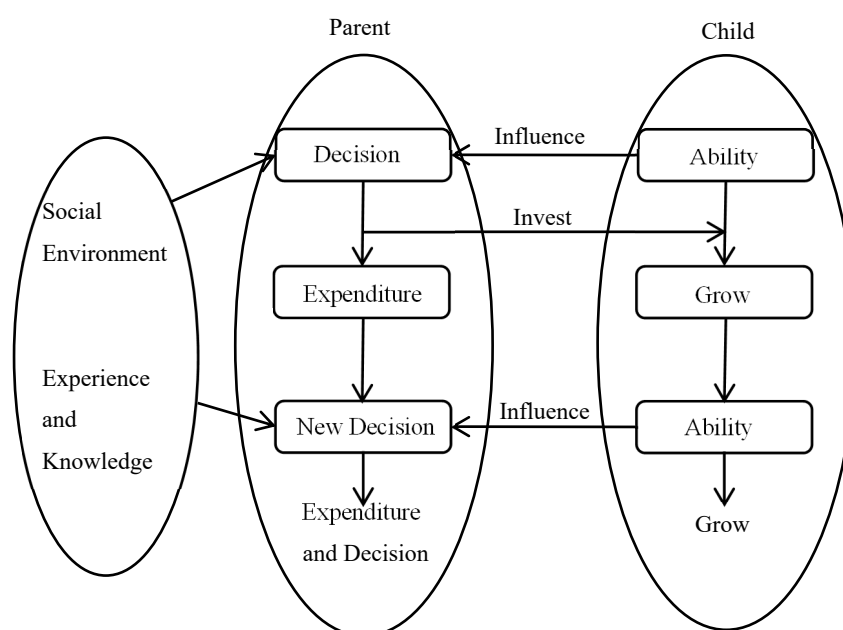 Parent
Child
Influence
Decision
Ability
Social
Environment
Invest
Expenditure
Grow
Experience
and
Knowledge
Influence
New Decision
Ability
Expenditure
and Decision
Grow